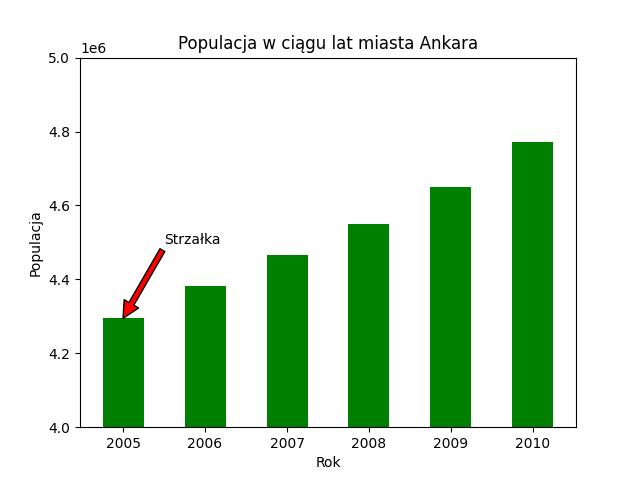 Populacja w ciągu lat miasta Ankara
1e6
5.0
4.8
4.6
4.4
4.2
4.0
Populacja
Strzałka
2005 2006 2007 2008 2009 2010
Rok